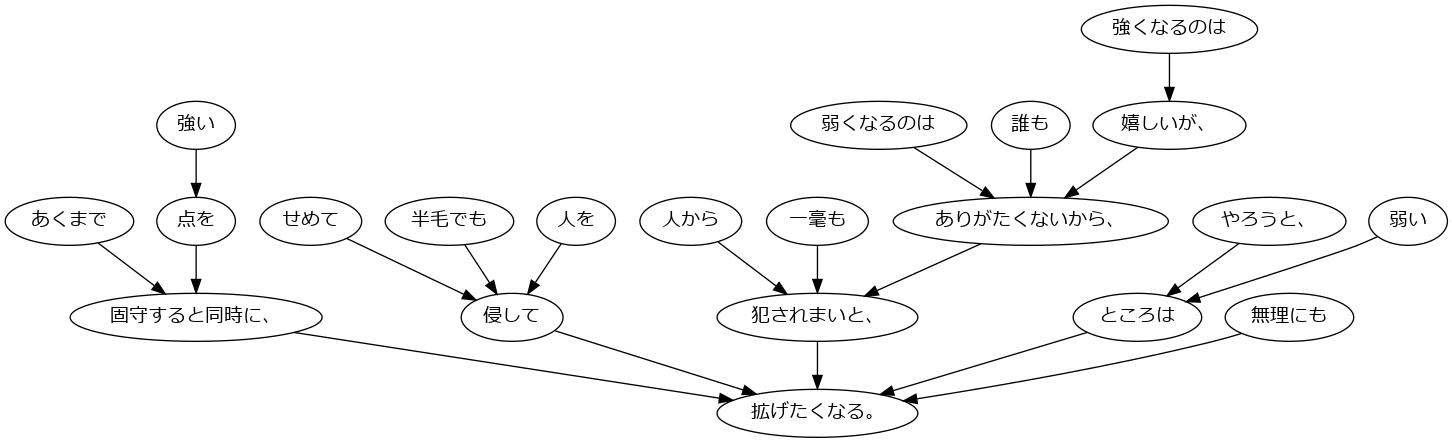 強くなるのは
弱くなるのは 誰も 嬉しいが、
強い
あくまで 点を せめて 半毛でも 人を 人から 一毫も ありがたくないから、 やろうと、 弱い
固守すると同時に、 侵して 犯されまいと、 ところは 無理にも
拡げたくなる。